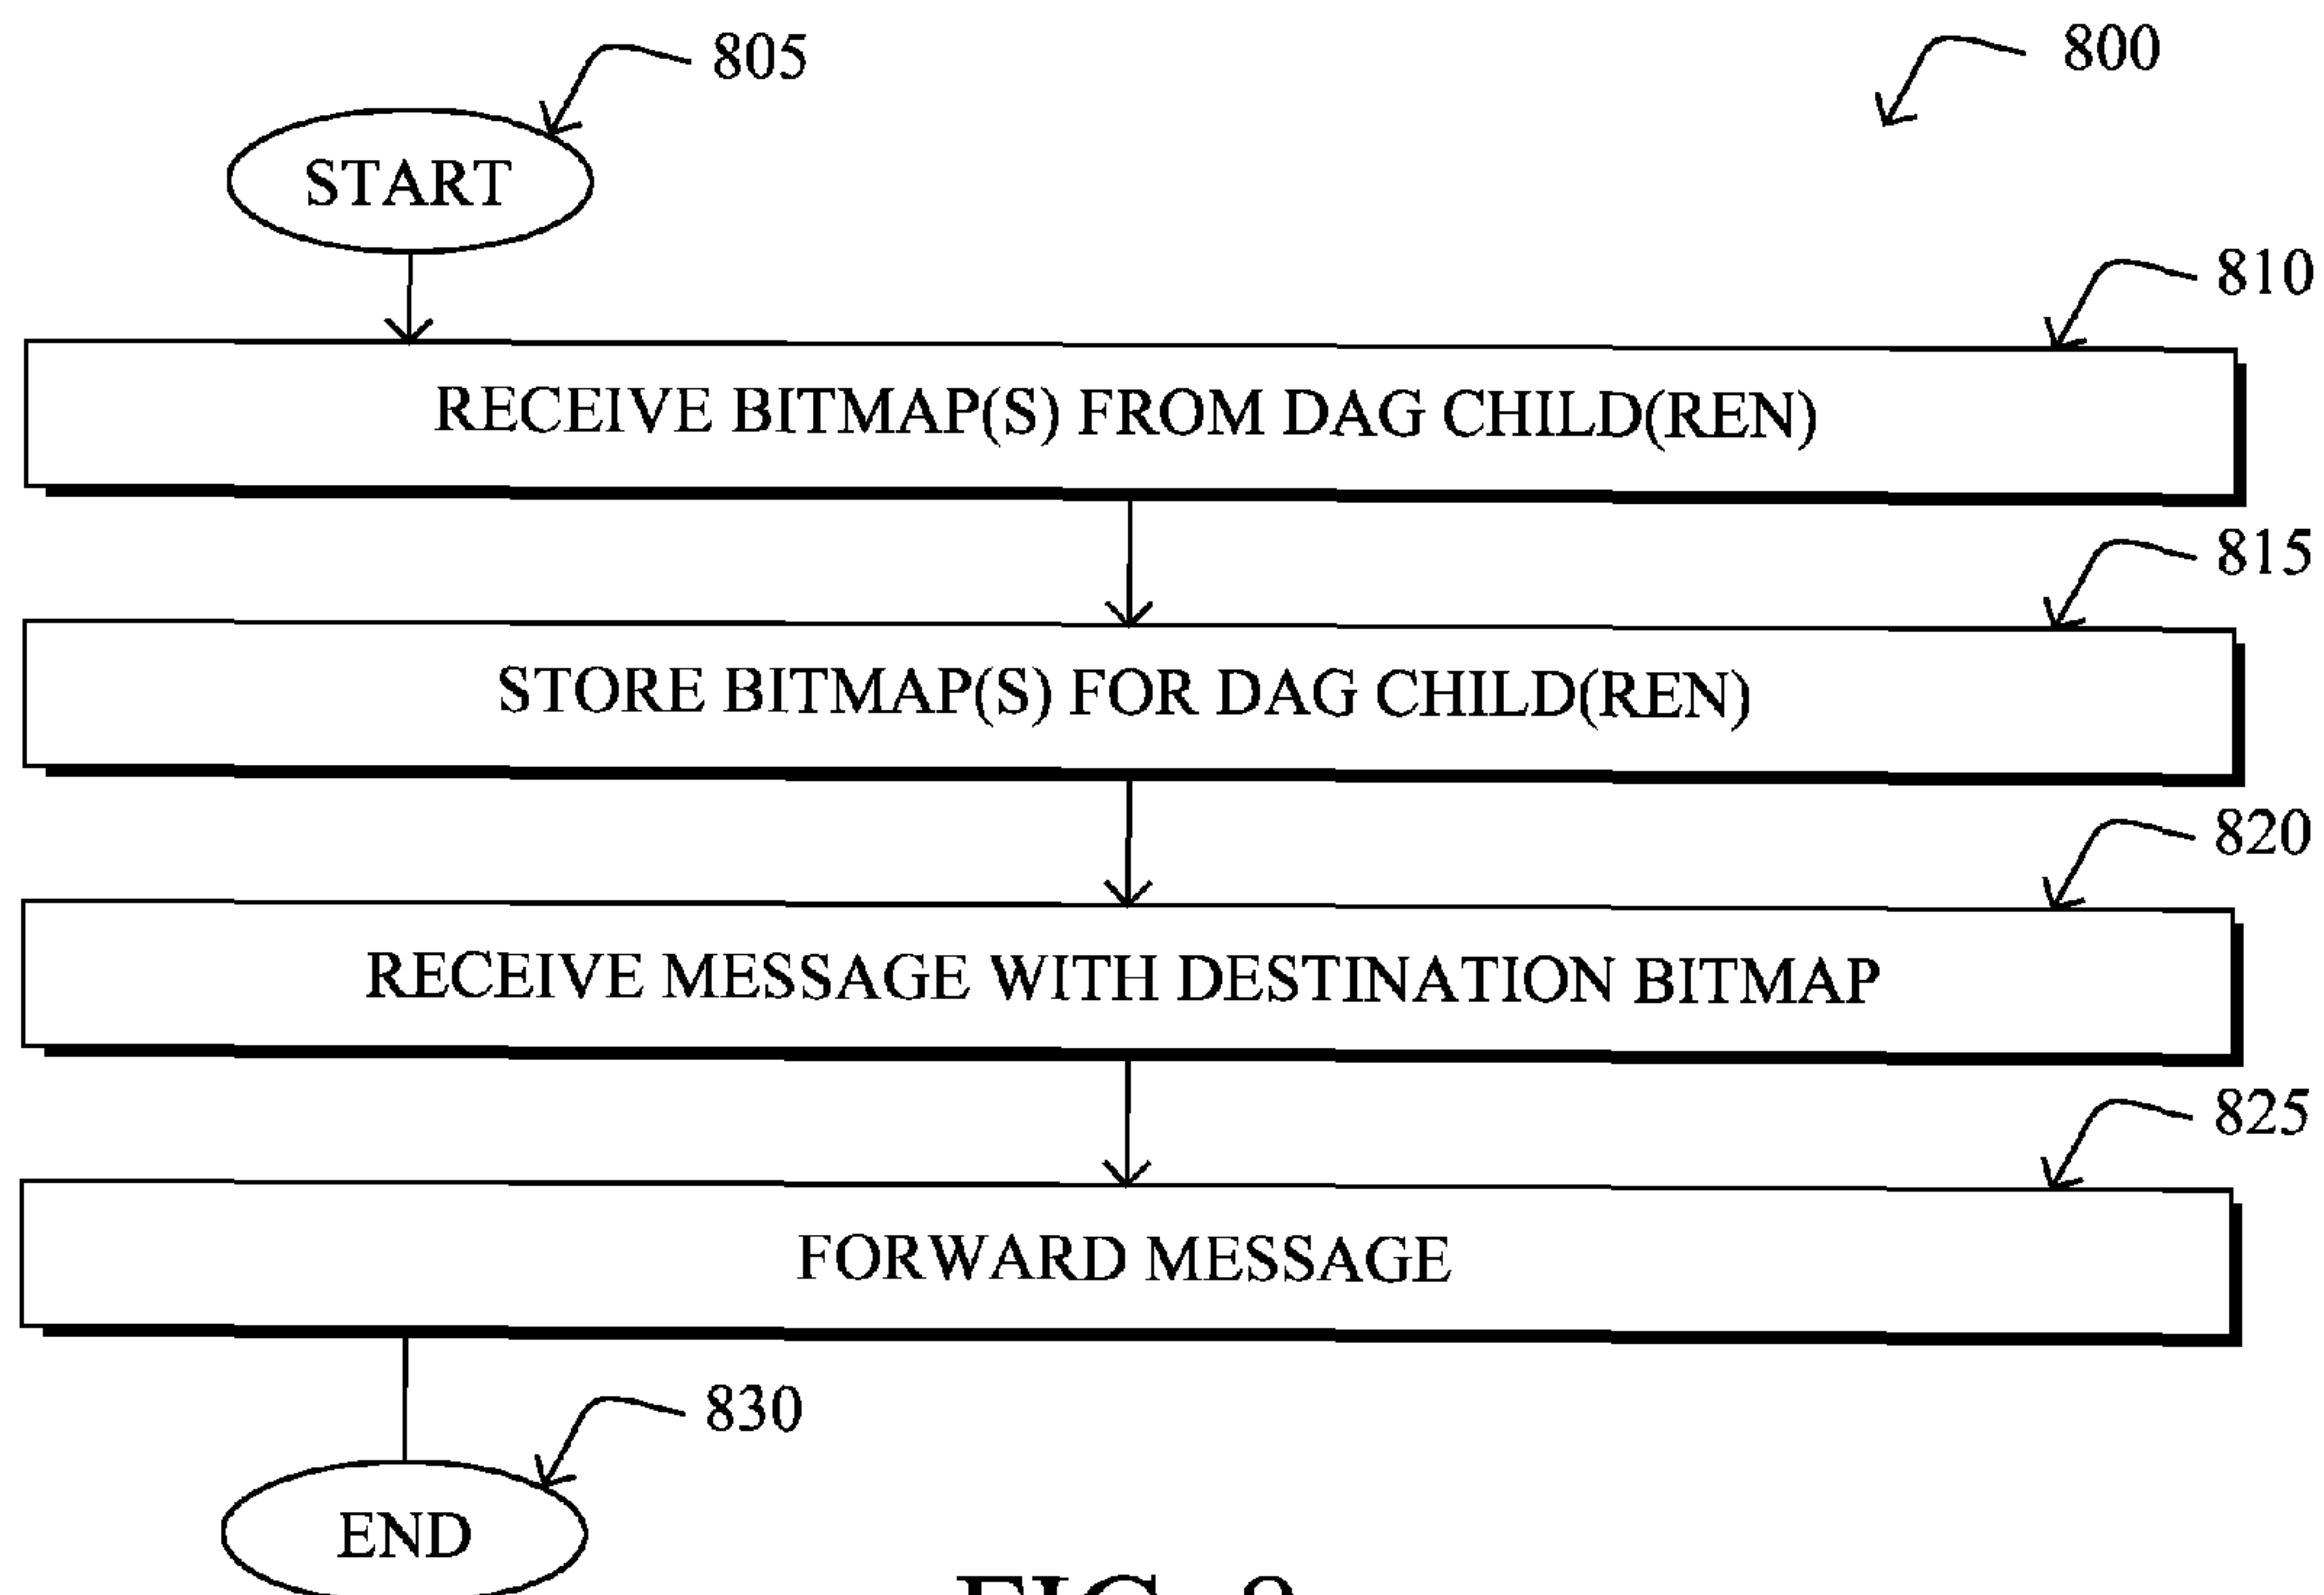 805
800
START
810
RECEIVE BITMAP(S) FROM DAG CHILD(REN)
815
STORE BITMAP(S) FOR DAG CHILD(REN)
820
RECEIVE MESSAGE WITH DESTINATION BITMAP
825
FORWARD MESSAGE
830
END